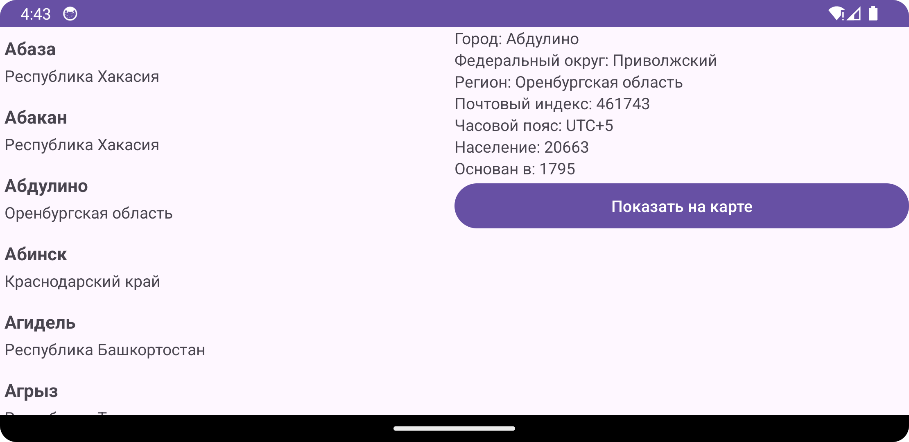 4:43
Абаза
Республика Хакасия
Абакан
Республика Хакасия
Абдулино
Оренбургская область
Абинск
Краснодарский край
Агидель
Республика Башкортостан
Агрыз
Город: Абдулино
Федеральный округ: Приволжский
Регион: Оренбургская область
Почтовый индекс: 461743
Часовой пояс: UTC+5
Население: 20663
Основан в: 1795
Показать на карте